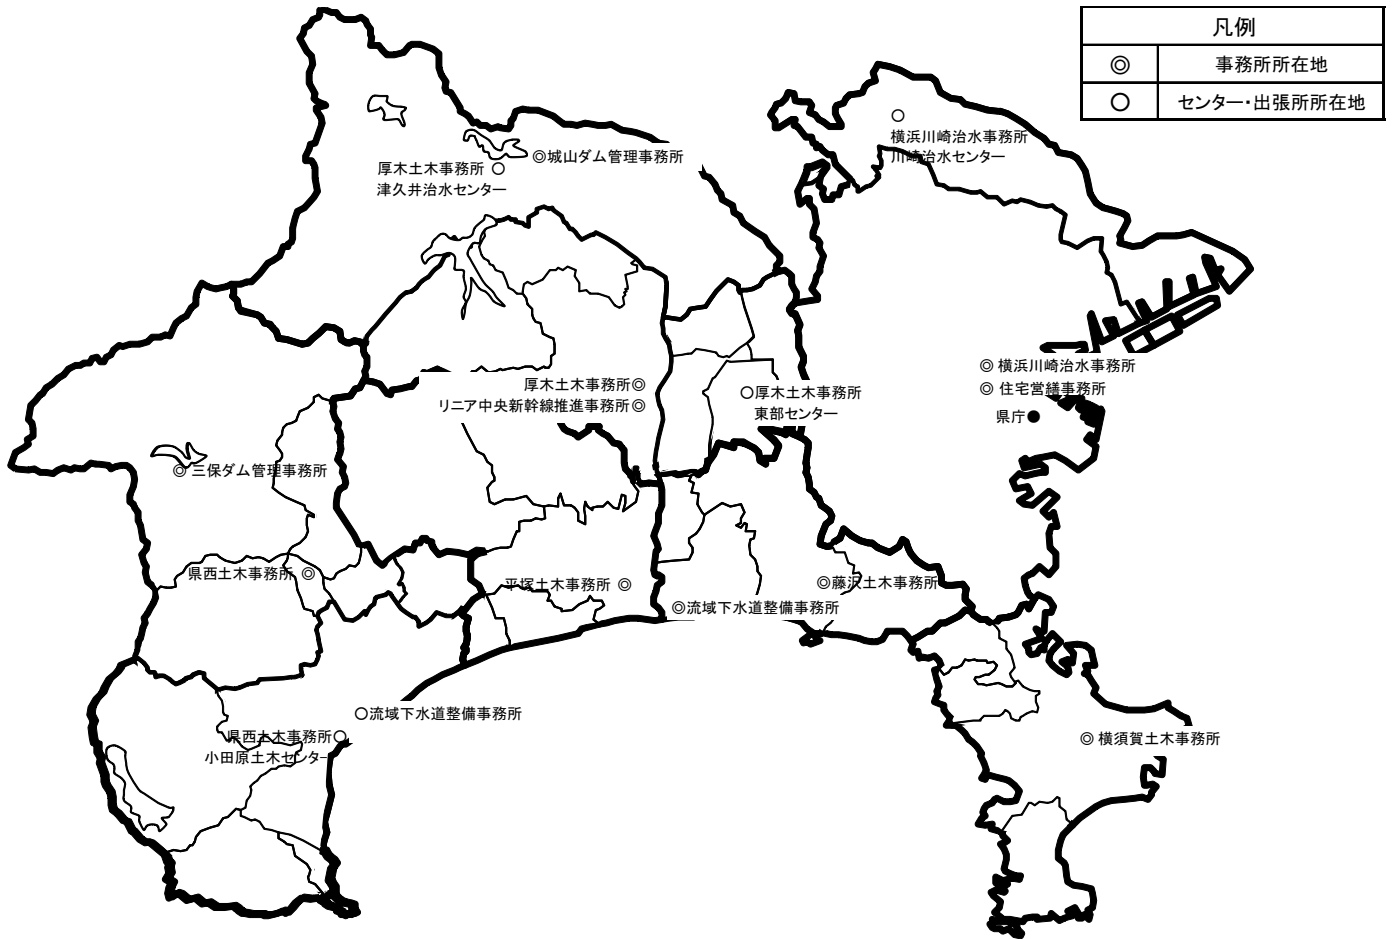 凡例
◎ 事務所所在地
○ センター・出張所所在地
○
横浜川崎治水事務所
川崎治水センター
◎城山ダム管理事務所
厚木土木事務所 ○
津久井治水センター
◎ 横浜川崎治水事務所
◎ 住宅営繕事務所
県庁●
厚木土木事務所◎
リニア中央新幹線推進事務所◎
○厚木土木事務所
東部センター
◎ 三保ダム管理事務所
県西土木事務所 ◎
平塚土木事務所 ◎
◎藤沢土木事務所
◎流域下水道整備事務所
○流域下水道整備事務所
県西土木事務所○
小田原土木センター
◎ 横須賀土木事務所